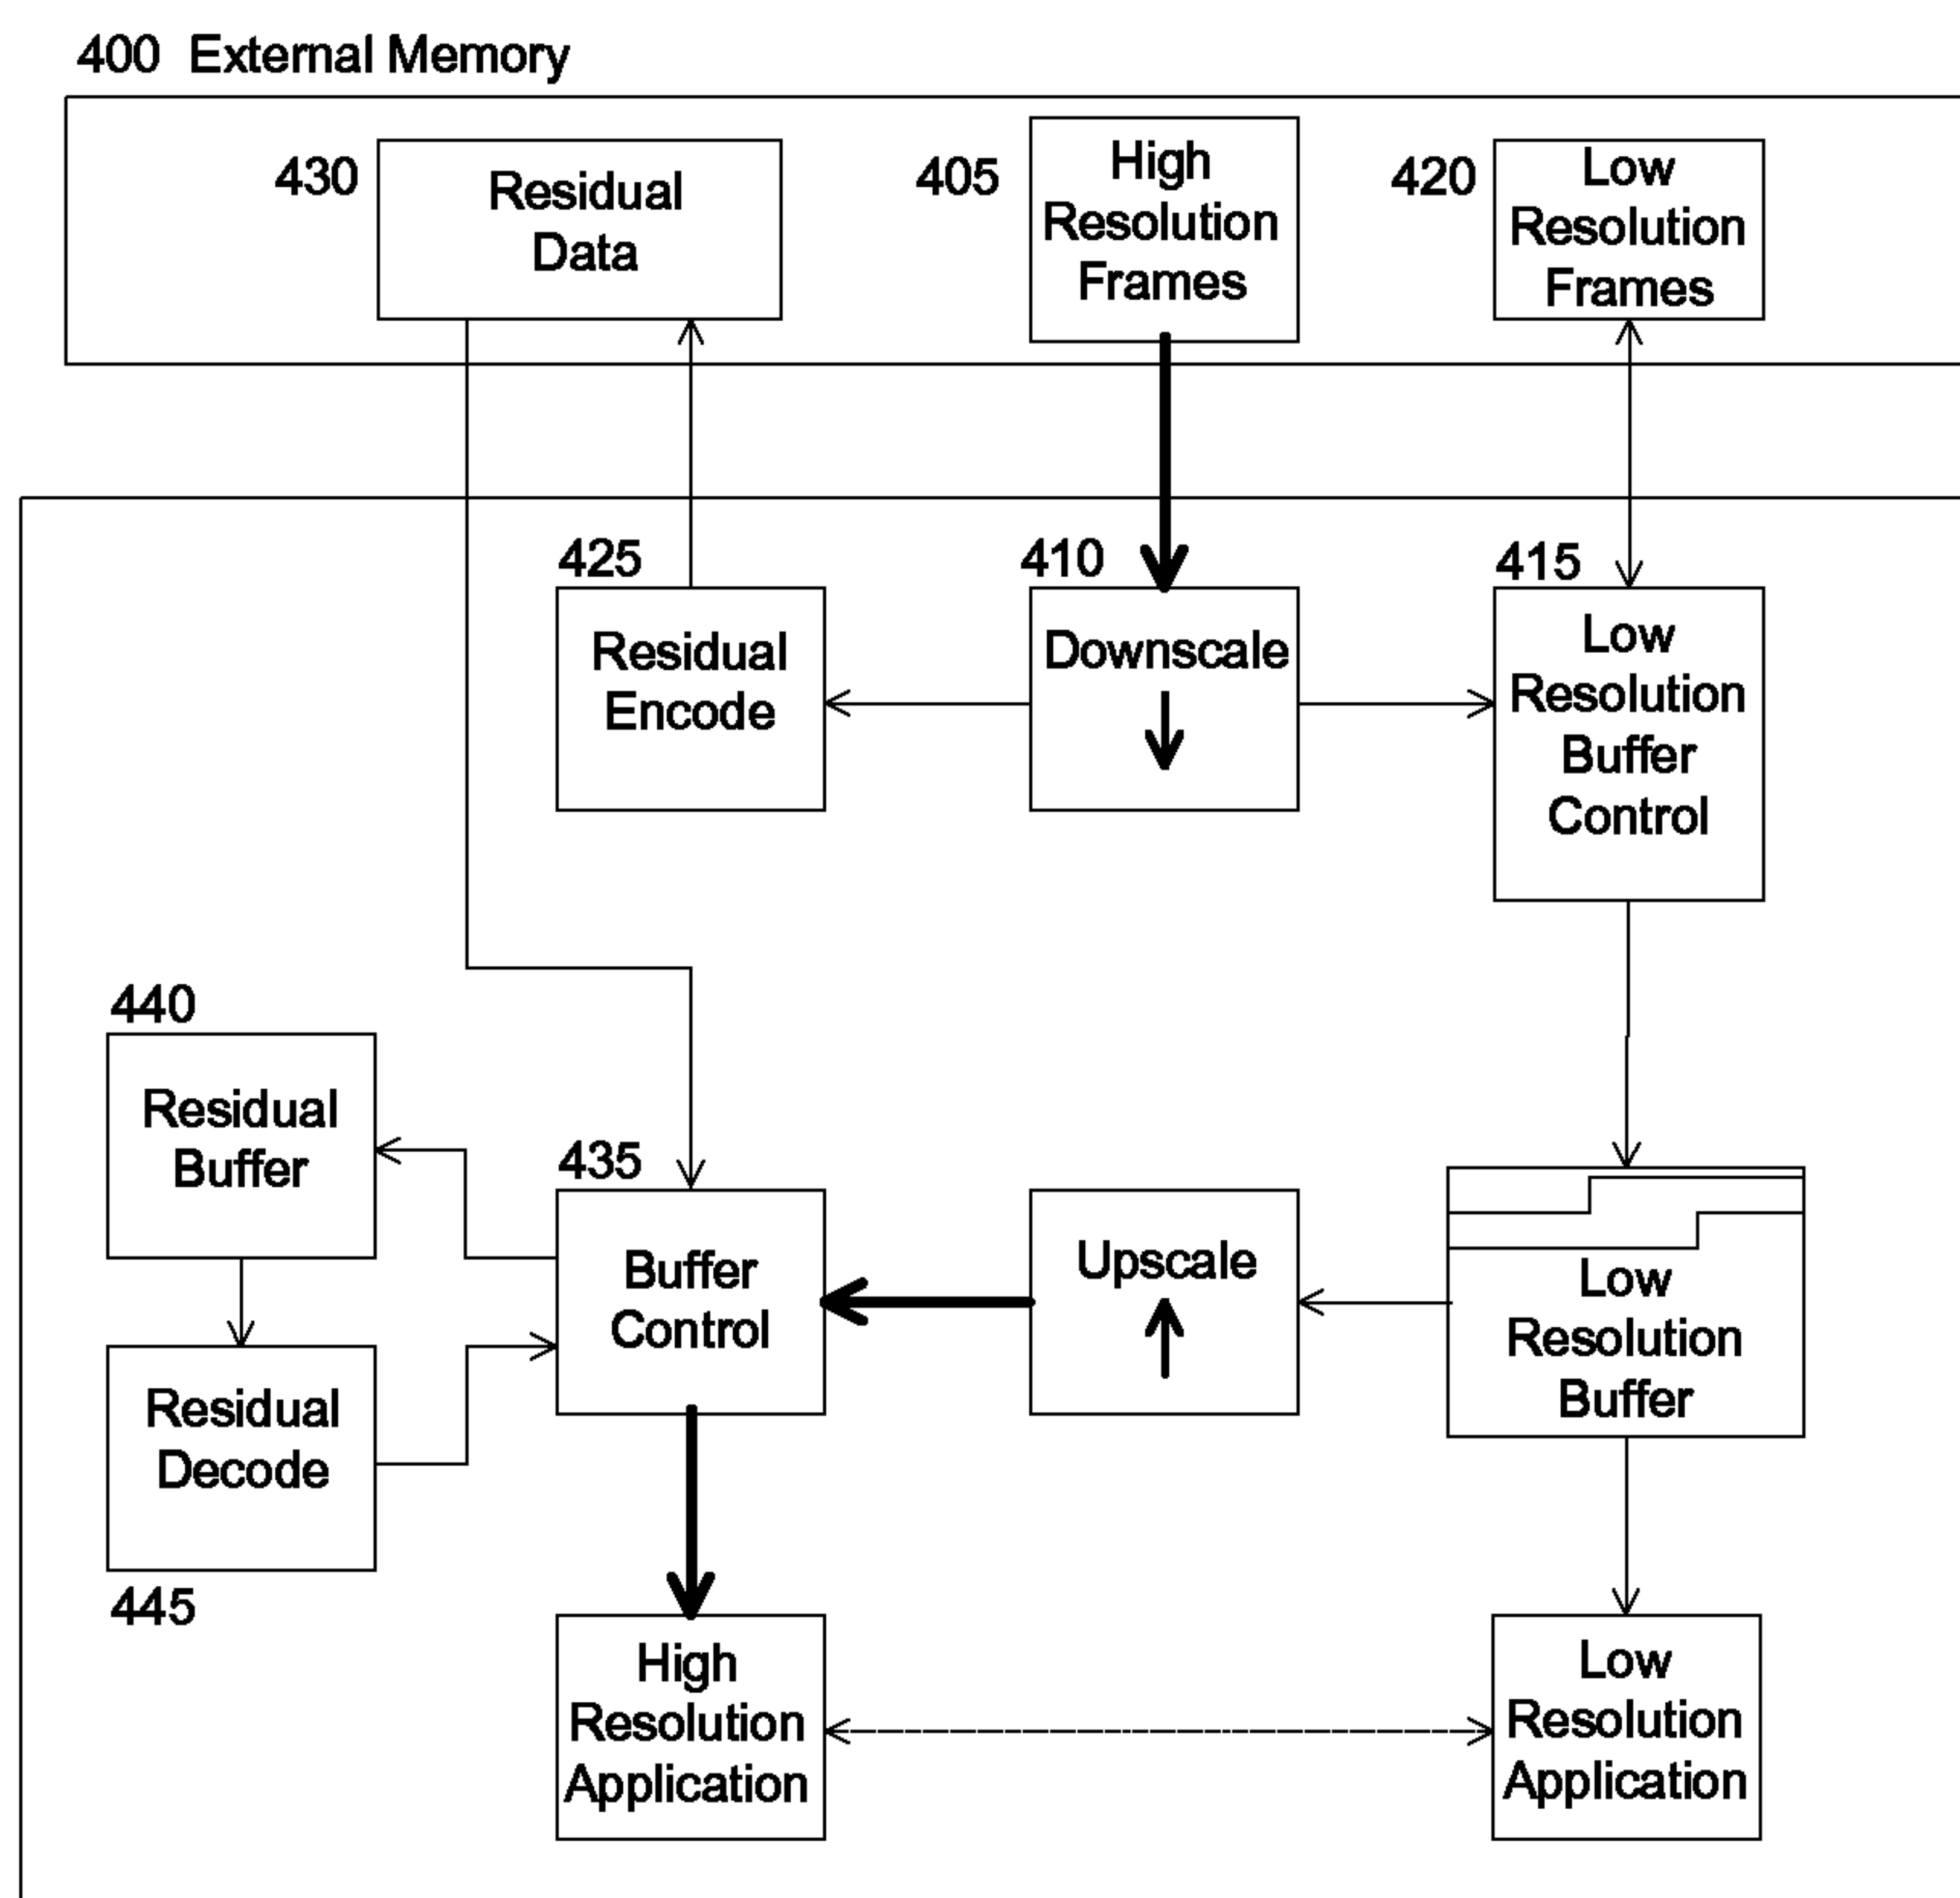 400 External Memory
430
Residual
Data
405
High
Resolution
Frames
420
Low
Resolution
Frames
425
Residual
Encode
410
Downscale
415
Low
Resolution
Buffer
Control
440
Residual
Buffer
435
Buffer
Control
Upscale
Low
Resolution
Buffer
Residual
Decode
445
High
Resolution
Application
Low
Resolution
Application